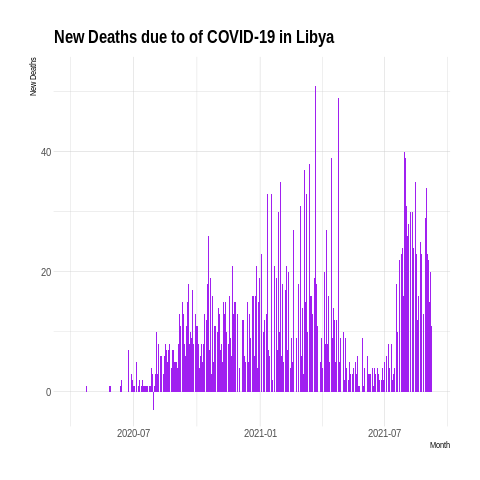 New Deaths due to of COVID-19 in Libya
New Deaths
40
20
0
2020-07
2021-01
2021-07
Month